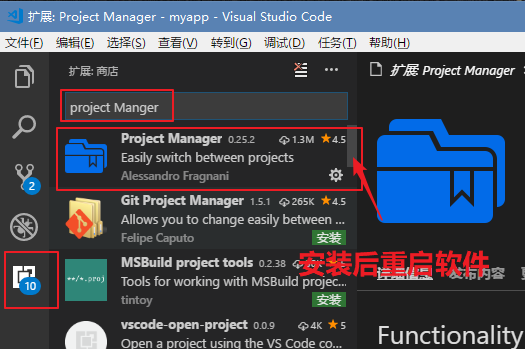 扩展: Project Manager - myapp - Visual Studio Code
文件(F) 编辑(E) 选择(S) 查看(V) 转到(G) 调试(D) 任务(T) 帮助(H)
扩展: 商店
扩展: Project Manager
project Manger
Project Manager 0.25.2 1.3M 4.5
Easily switch between projects
Alessandro Fragnani
2
Git Project Manager 1.5.1 265K 4.5
Allows you to change easily between ...
Felipe Caputo 安装
安装后重启软件
10
**/*.proj
MSBuild project tools 0.2.38 5
Tools for working with MSBuild projec...
tintoy 安装
详细信息 发布内容
vscode-open-project 0.0.9 4K 5
Open a project using the VS Code co...
Functionality